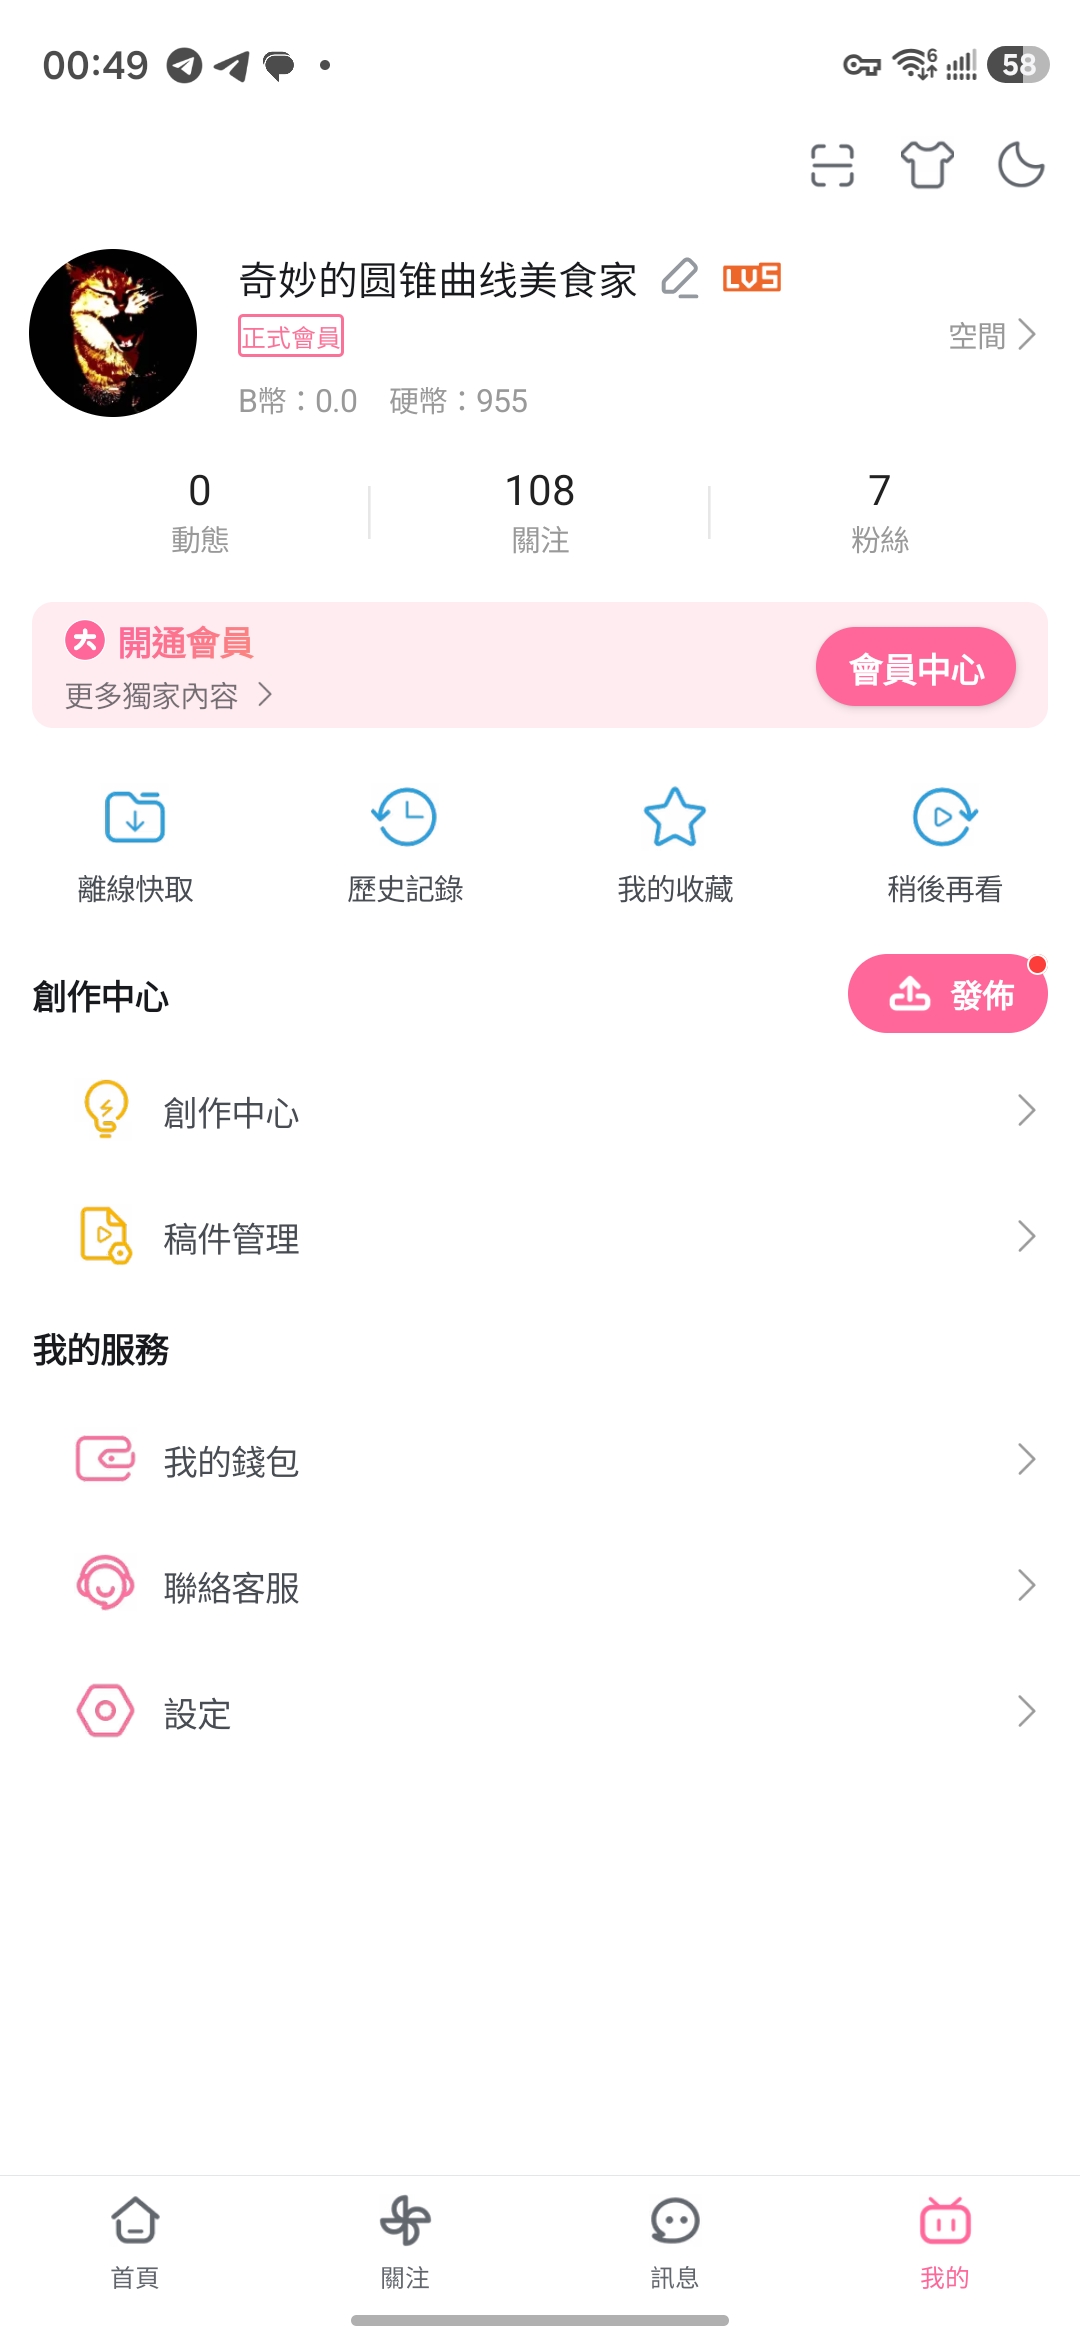 00:49
6
58
奇妙的圆锥曲线美食家 LV5
正式會員
空間
B幣：0.0 硬幣：955
0 108 7
動態 關注 粉絲
大 開通會員
更多獨家內容
會員中心
離線快取 歷史記錄 我的收藏 稍後再看
創作中心 發佈
創作中心
稿件管理
我的服務
我的錢包
聯絡客服
設定
首頁 關注 訊息 我的